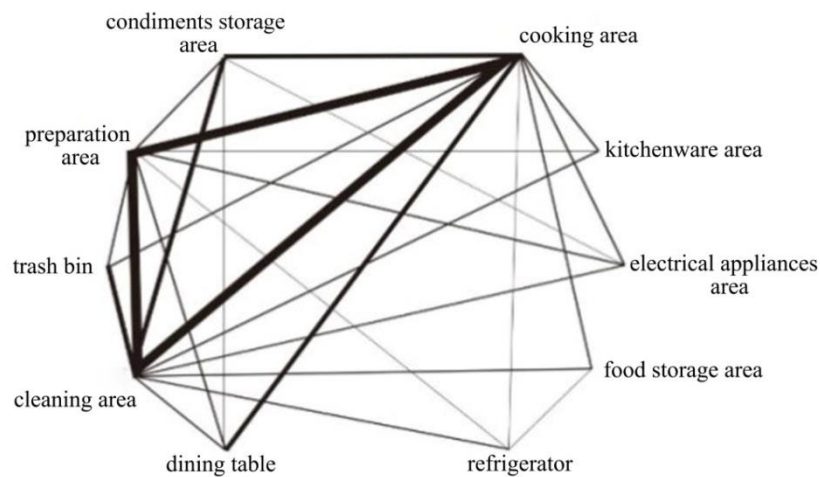 condiments storage
area
cooking area
preparation
area
kitchenware area
trash bin
electrical appliances
area
food storage area
cleaning area
dining table
refrigerator